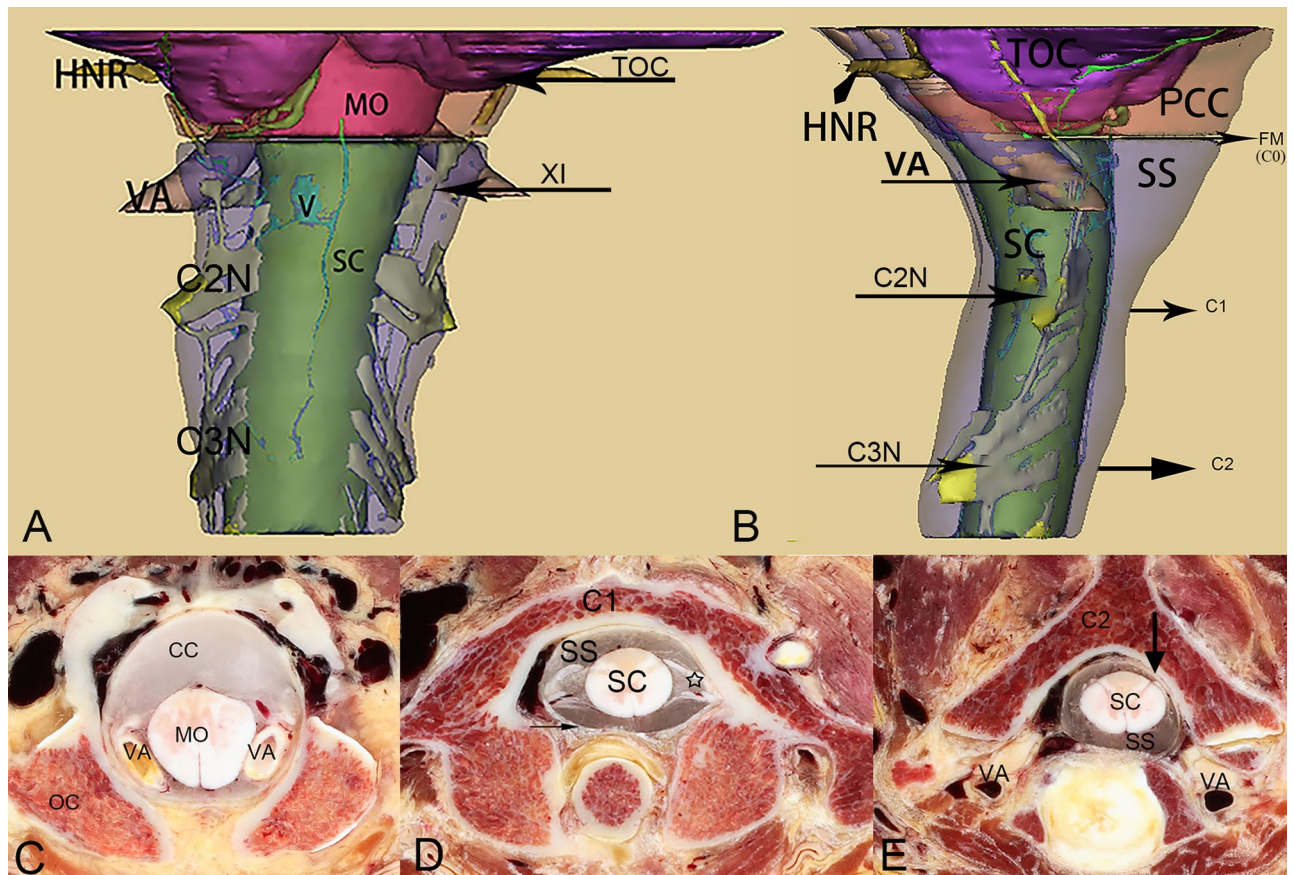 HNR
TOC
MO
XI
VA
V
SC
C2N
C3N
A
TOC
PCC
HNR
FM
(C0)
VA
SS
SC
C2N
C1
C3N
C2
B
CC
MO
VA
VA
OC
C
C1
SS
SC
D
C2
SC
SS
VA
VA
E